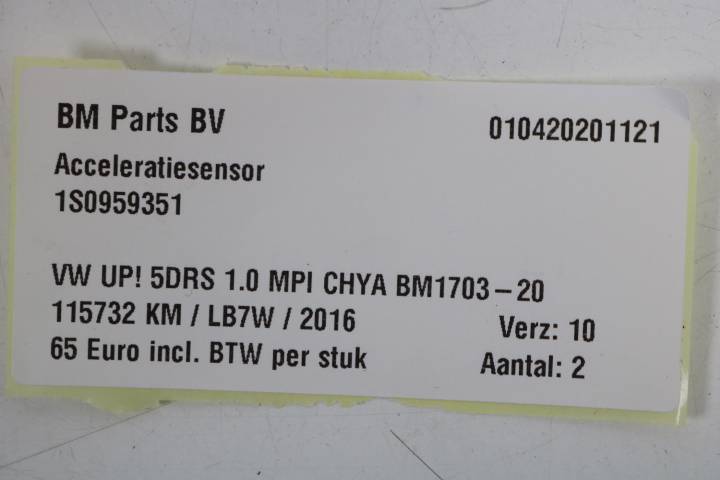 BM Parts BV 010420201121
Acceleratiesensor
1S0959351
VW UP! 5DRS 1.0 MPI CHYA BM1703-20
115732 KM / LB7W / 2016 Verz: 10
65 Euro incl. BTW per stuk Aantal: 2